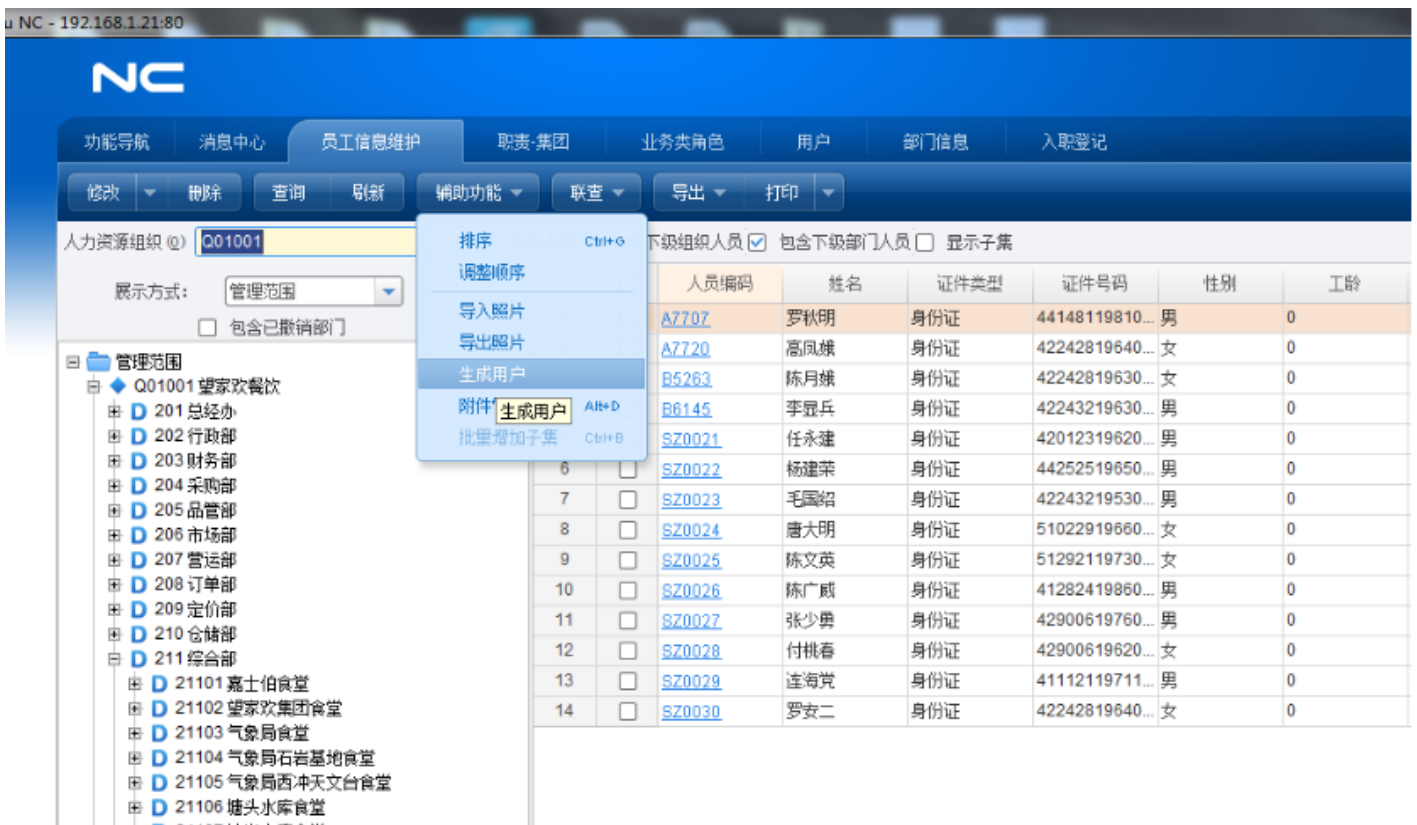 u NC - 192.168.1.21:80
NC
功能导航 消息中心 员工信息维护 职责-集团 业务类角色 用户 部门信息 入职登记
修改 删除 查询 刷新 辅助功能 联查 导出 打印
人力资源组织(O) Q01001 下级组织人员 包含下级部门人员 显示子集
展示方式: 管理范围
包含已撤销部门
管理范围
Q01001 望家欢餐饮
201 总经办
202 行政部
203 财务部
204 采购部
205 品管部
206 市场部
207 营运部
208 订单部
209 定价部
210 仓储部
211 综合部
21101 嘉士伯食堂
21102 望家欢集团食堂
21103 气象局食堂
21104 气象局石岩基地食堂
21105 气象局西冲天文台食堂
21106 塘头水库食堂
排序 Ctrl+G
调整顺序
导入照片
导出照片
生成用户
附件 Alt+D
生成用户
批量增加子集 Ctrl+B
人员编码 姓名 证件类型 证件号码 性别 工龄
A7707 罗秋明 身份证 44148119810... 男 0
A7720 高凤娥 身份证 42242819640... 女 0
B5263 陈月娥 身份证 42242819630... 女 0
B6145 李显兵 身份证 42243219630... 男 0
SZ0021 任永建 身份证 42012319620... 男 0
6 SZ0022 杨建荣 身份证 44252519650... 男 0
7 SZ0023 毛国绍 身份证 42243219530... 男 0
8 SZ0024 唐大明 身份证 51022919660... 女 0
9 SZ0025 陈文英 身份证 51292119730... 女 0
10 SZ0026 陈广威 身份证 41282419860... 男 0
11 SZ0027 张少勇 身份证 42900619760... 男 0
12 SZ0028 付桃春 身份证 42900619620... 女 0
13 SZ0029 连海党 身份证 41112119711... 男 0
14 SZ0030 罗安二 身份证 42242819640... 女 0